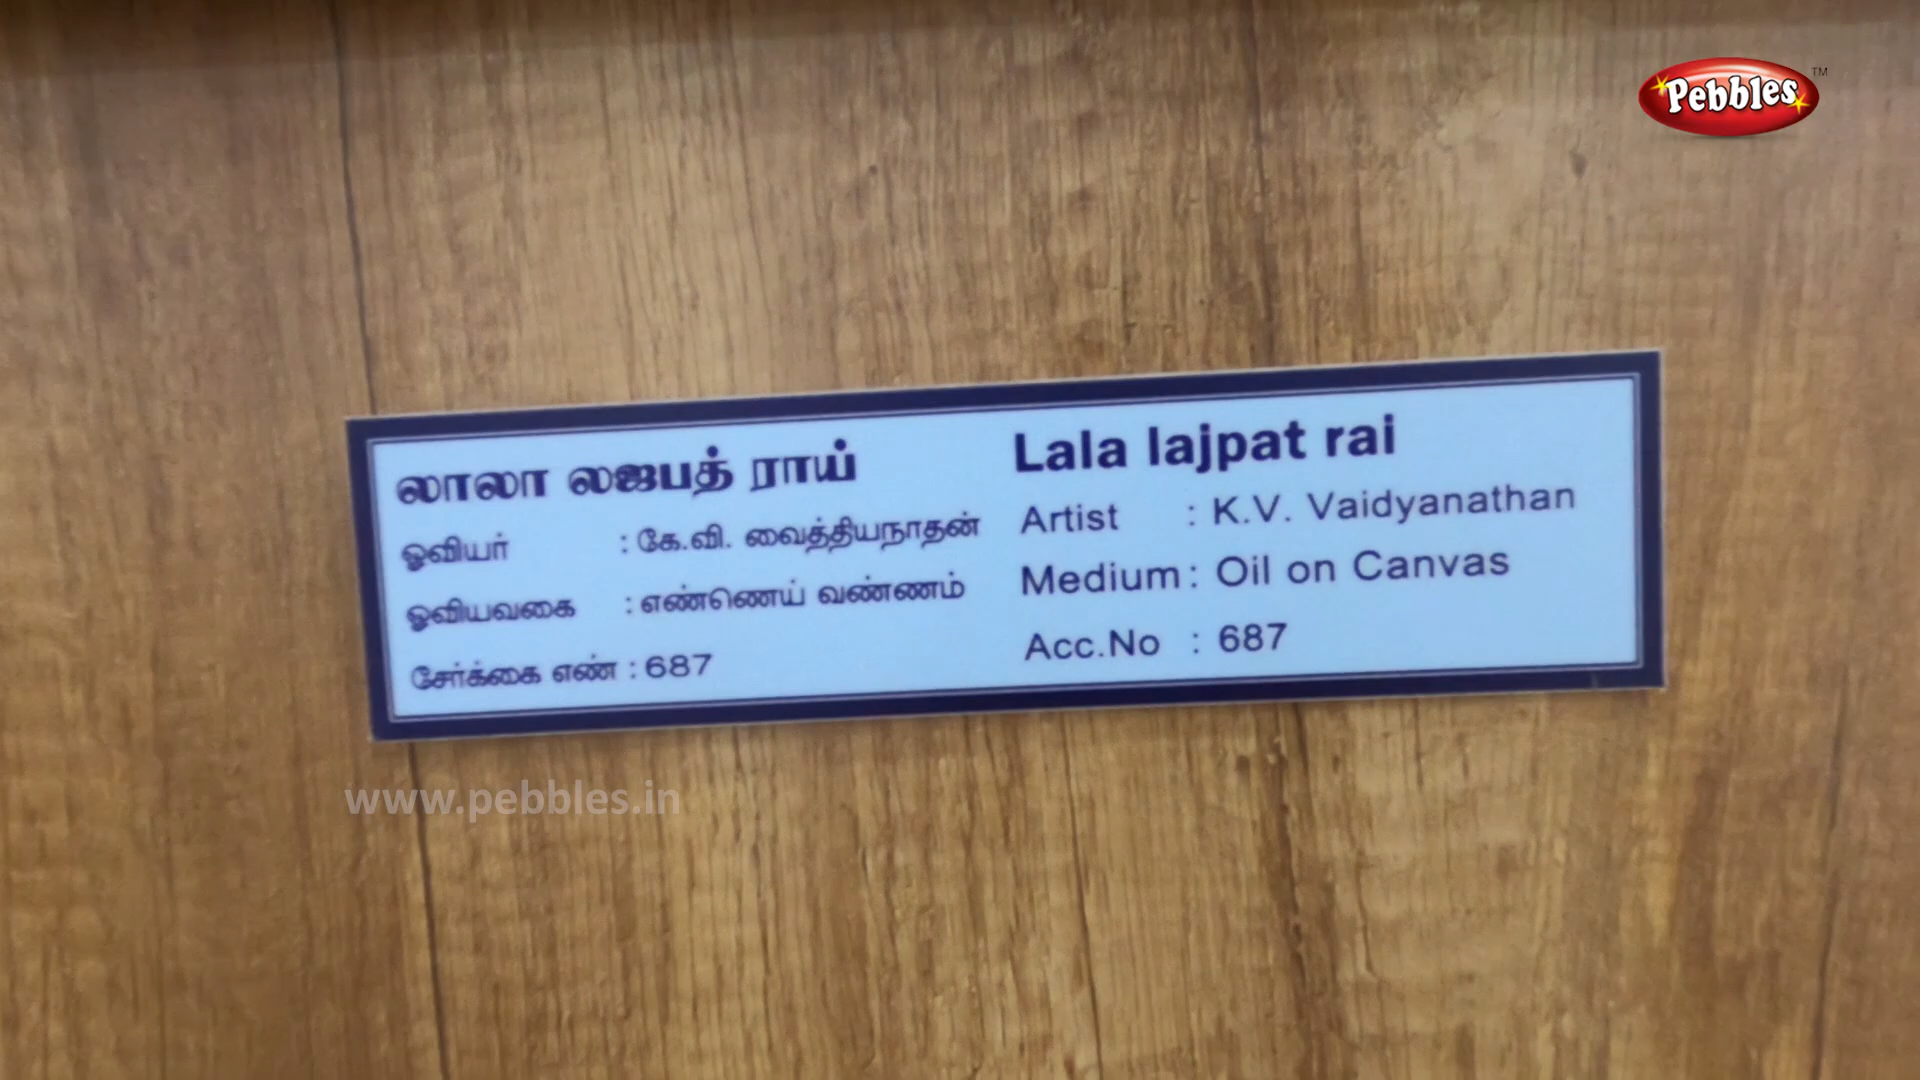 Pebbles TM
லாலா லஜபத் ராய்
ஓவியர் : கே.வி. வைத்தியநாதன்
ஓவியவகை : எண்ணெய் வண்ணம்
சேர்க்கை எண் : 687
Lala lajpat rai
Artist : K.V. Vaidyanathan
Medium : Oil on Canvas
Acc.No : 687
www.pebbles.in